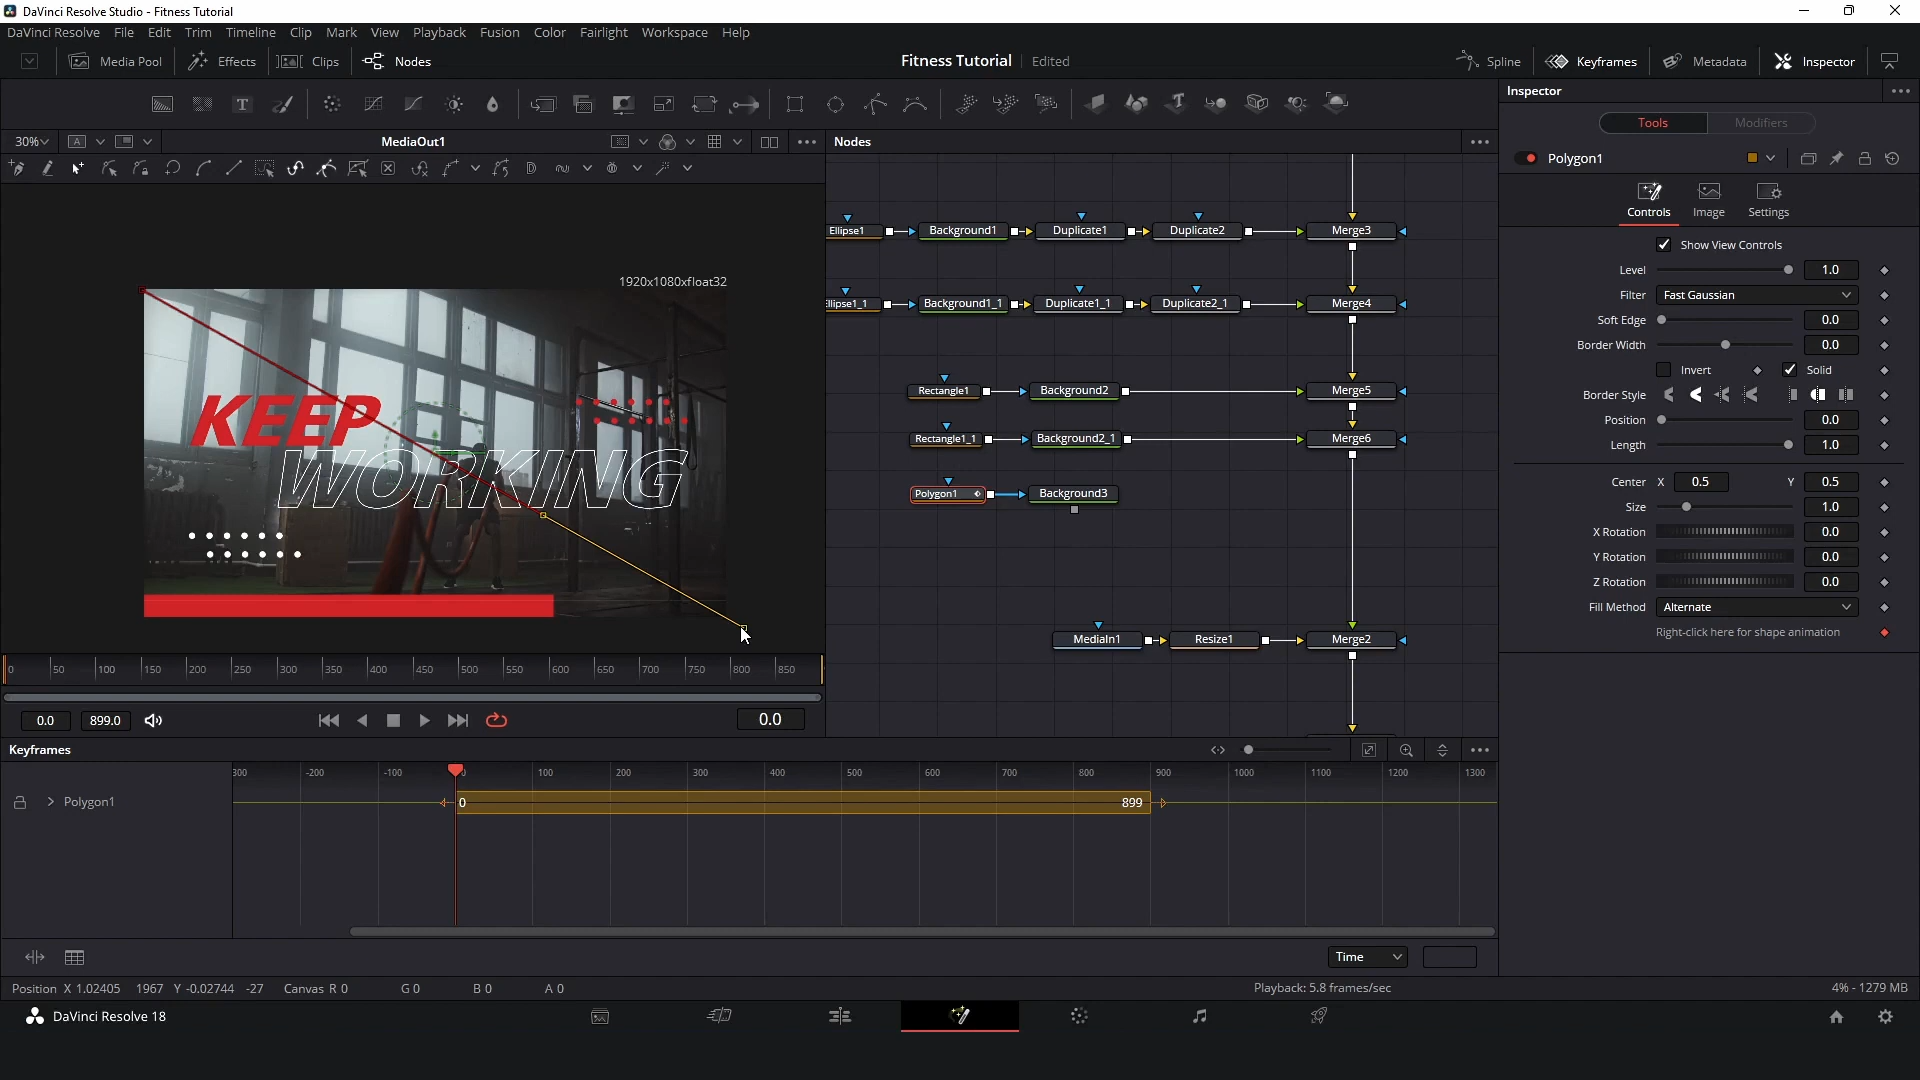 DaVinci Resolve Studio - Fitness Tutorial
DaVinci Resolve File Edit Trim Timeline Clip Mark View Playback Fusion Color Fairlight Workspace Help
Media Pool Effects Clips Nodes Fitness Tutorial Edited Spline Keyframes Metadata Inspector
T
Inspector
Tools Modifiers
30% A MediaOut1 Nodes
Polygon1
Controls Image Settings
Show View Controls
Level 1.0
Filter Fast Gaussian
Soft Edge 0.0
Border Width 0.0
Invert Solid
Border Style
Position 0.0
Length 1.0
Center X 0.5 Y 0.5
Size 1.0
X Rotation 0.0
Y Rotation 0.0
Z Rotation 0.0
Fill Method Alternate
Right-click here for shape animation
1920x1080xfloat32
KEEP
WORKING
Ellipse1 Background1 Duplicate1 Duplicate2 Merge3
Ellipse1_1 Background1_1 Duplicate1_1 Duplicate2_1 Merge4
Rectangle1 Background2 Merge5
Rectangle1_1 Background2_1 Merge6
Polygon1 Background3
MediaIn1 Resize1 Merge2
0 50 100 150 200 250 300 350 400 450 500 550 600 650 700 750 800 850
0.0 899.0 0.0
Keyframes
300 -200 -100 0 100 200 300 400 500 600 700 800 900 1000 1100 1200 1300
Polygon1 0 899
Time
Position X 1.02405 1967 Y -0.02744 -27 Canvas R 0 G 0 B 0 A 0 Playback: 5.8 frames/sec 4% - 1279 MB
DaVinci Resolve 18